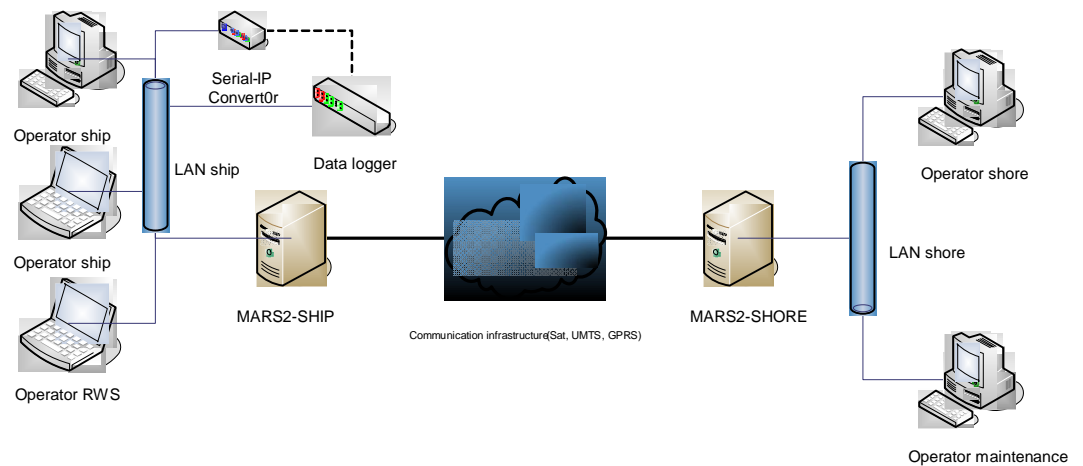 Serial-IP
Convert0r
Operator ship
Data logger
LAN ship
Operator shore
Operator ship
LAN shore
MARS2-SHIP
MARS2-SHORE
Communication infrastructure(Sat, UMTS, GPRS)
Operator RWS
Operator maintenance